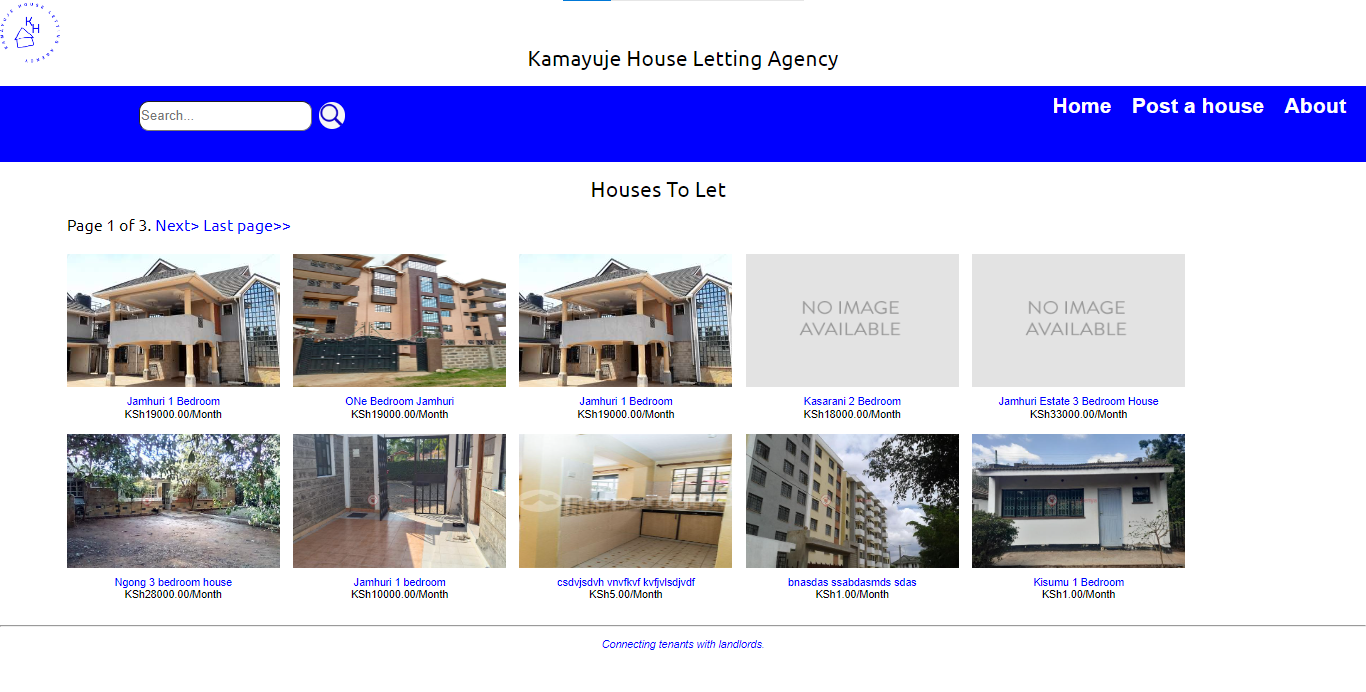 KAMAYUJE HOUSE LETTING AGENCY
KH
Kamayuje House Letting Agency
Search...
Home Post a house About
Houses To Let
Page 1 of 3. Next> Last page>>
NO IMAGE AVAILABLE
NO IMAGE AVAILABLE
Jamhuri 1 Bedroom
KSh19000.00/Month
ONe Bedroom Jamhuri
KSh19000.00/Month
Jamhuri 1 Bedroom
KSh19000.00/Month
Kasarani 2 Bedroom
KSh18000.00/Month
Jamhuri Estate 3 Bedroom House
KSh33000.00/Month
Ngong 3 bedroom house
KSh28000.00/Month
Jamhuri 1 bedroom
KSh10000.00/Month
csdvjsdvh vnvfkvf kvfjvlsdjvdf
KSh5.00/Month
bnasdas ssabdasmds sdas
KSh1.00/Month
Kisumu 1 Bedroom
KSh1.00/Month
Connecting tenants with landlords.